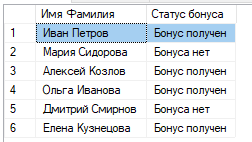 Имя Фамилия Статус бонуса
1 Иван Петров Бонус получен
2 Мария Сидорова Бонуса нет
3 Алексей Козлов Бонус получен
4 Ольга Иванова Бонус получен
5 Дмитрий Смирнов Бонуса нет
6 Елена Кузнецова Бонус получен